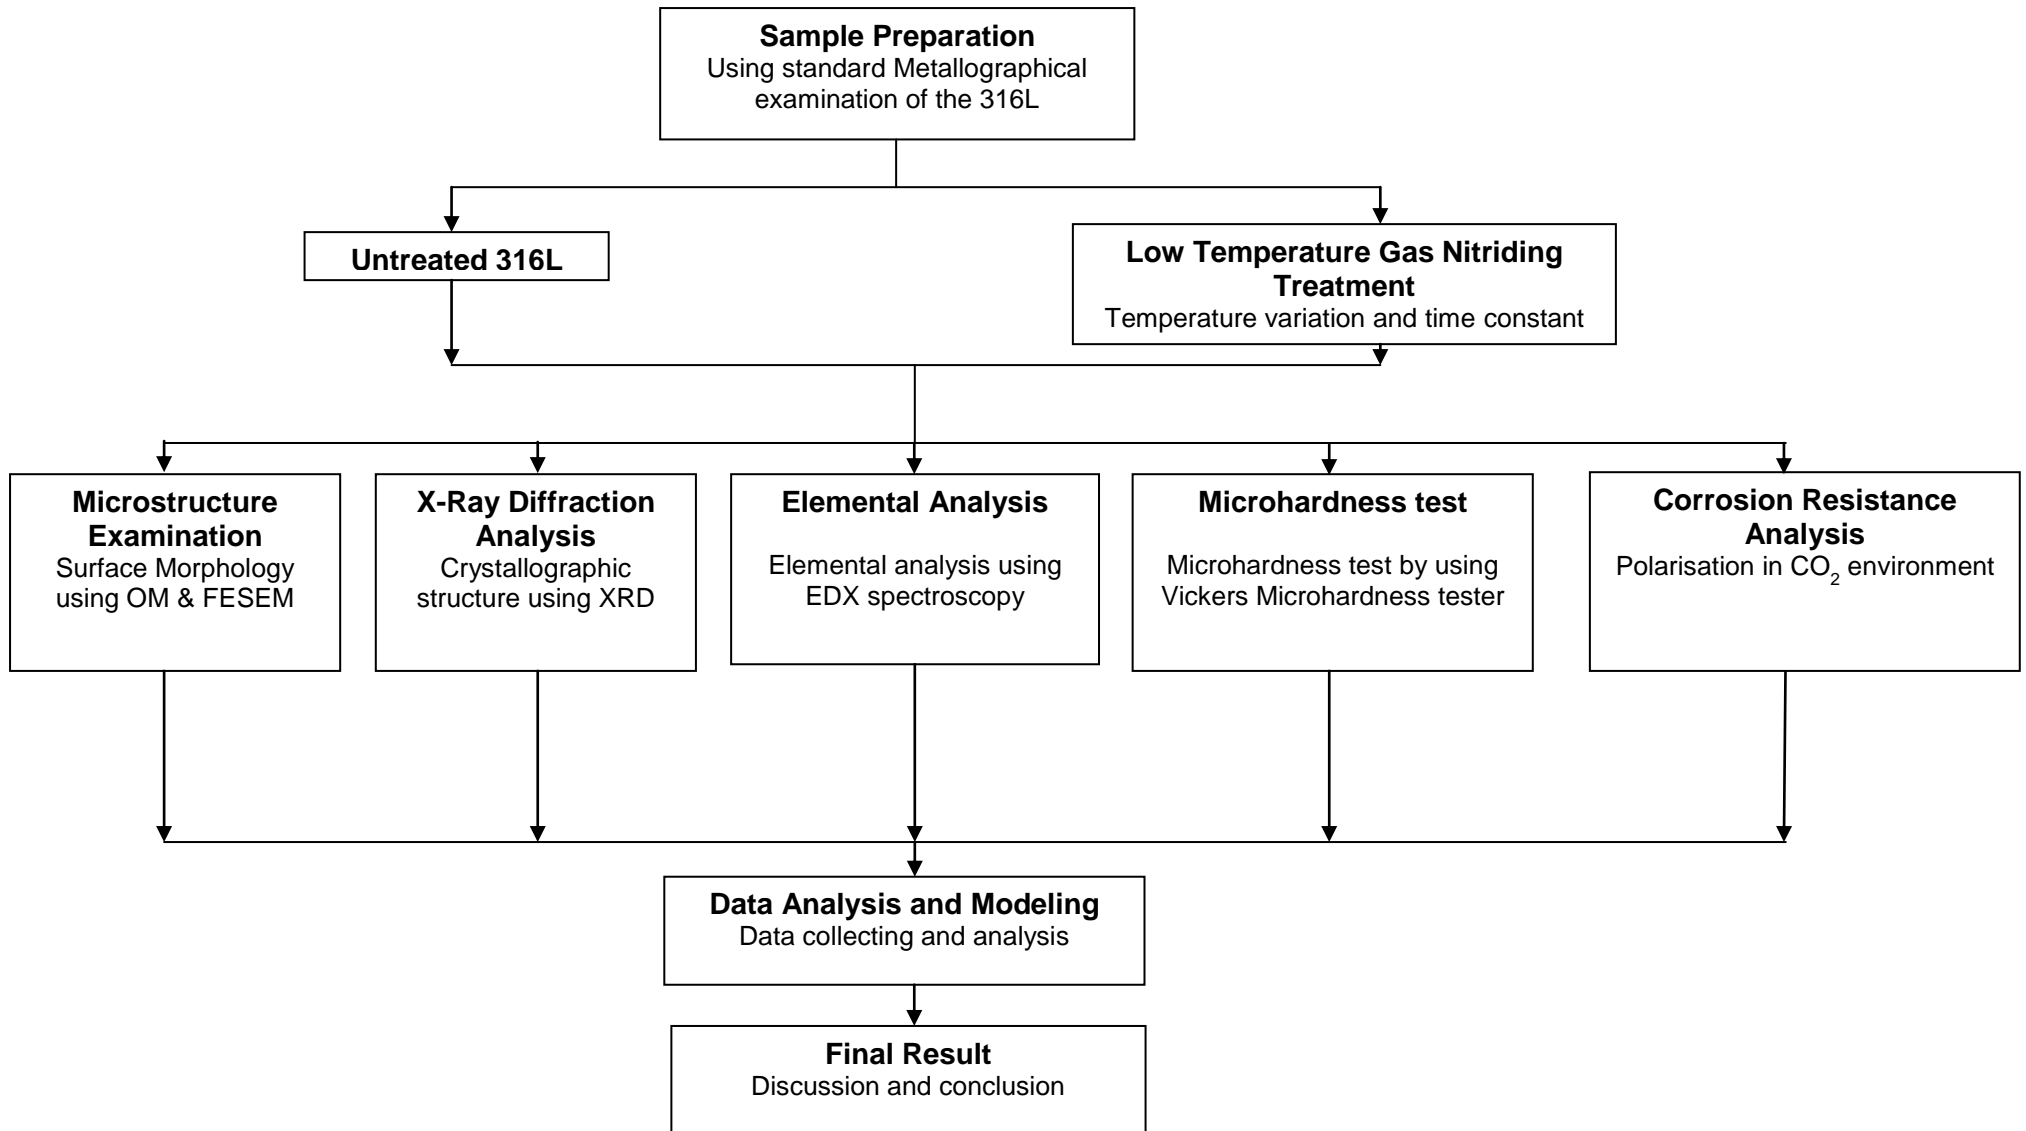 Sample Preparation
Using standard Metallographical
examination of the 316L
Untreated 316L
Low Temperature Gas Nitriding
Treatment
Temperature variation and time constant
Microstructure
Examination
Surface Morphology
using OM & FESEM
X-Ray Diffraction
Analysis
Crystallographic
structure using XRD
Elemental Analysis
Elemental analysis using
EDX spectroscopy
Microhardness test
Microhardness test by using
Vickers Microhardness tester
Corrosion Resistance
Analysis
Polarisation in CO₂ environment
Data Analysis and Modeling
Data collecting and analysis
Final Result
Discussion and conclusion